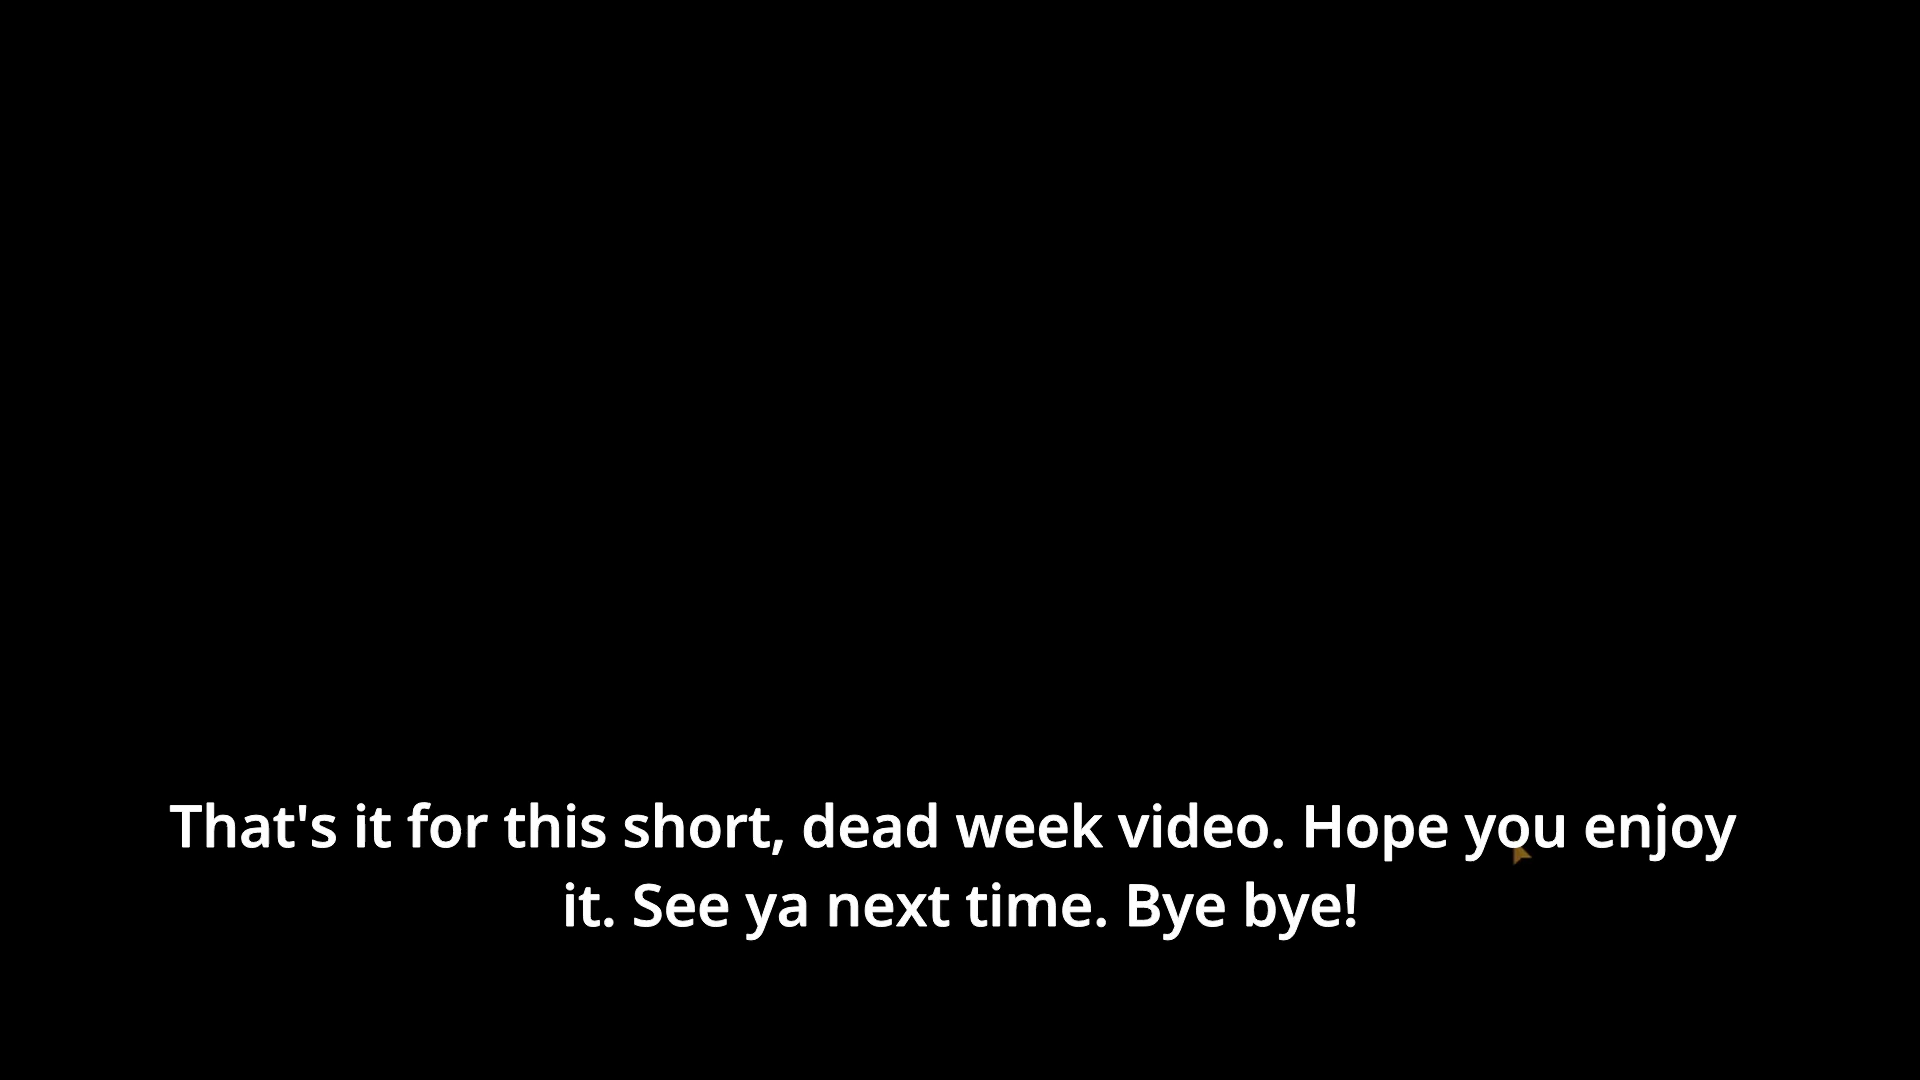 That's it for this short, dead week video. Hope you enjoy
it. See ya next time. Bye bye!